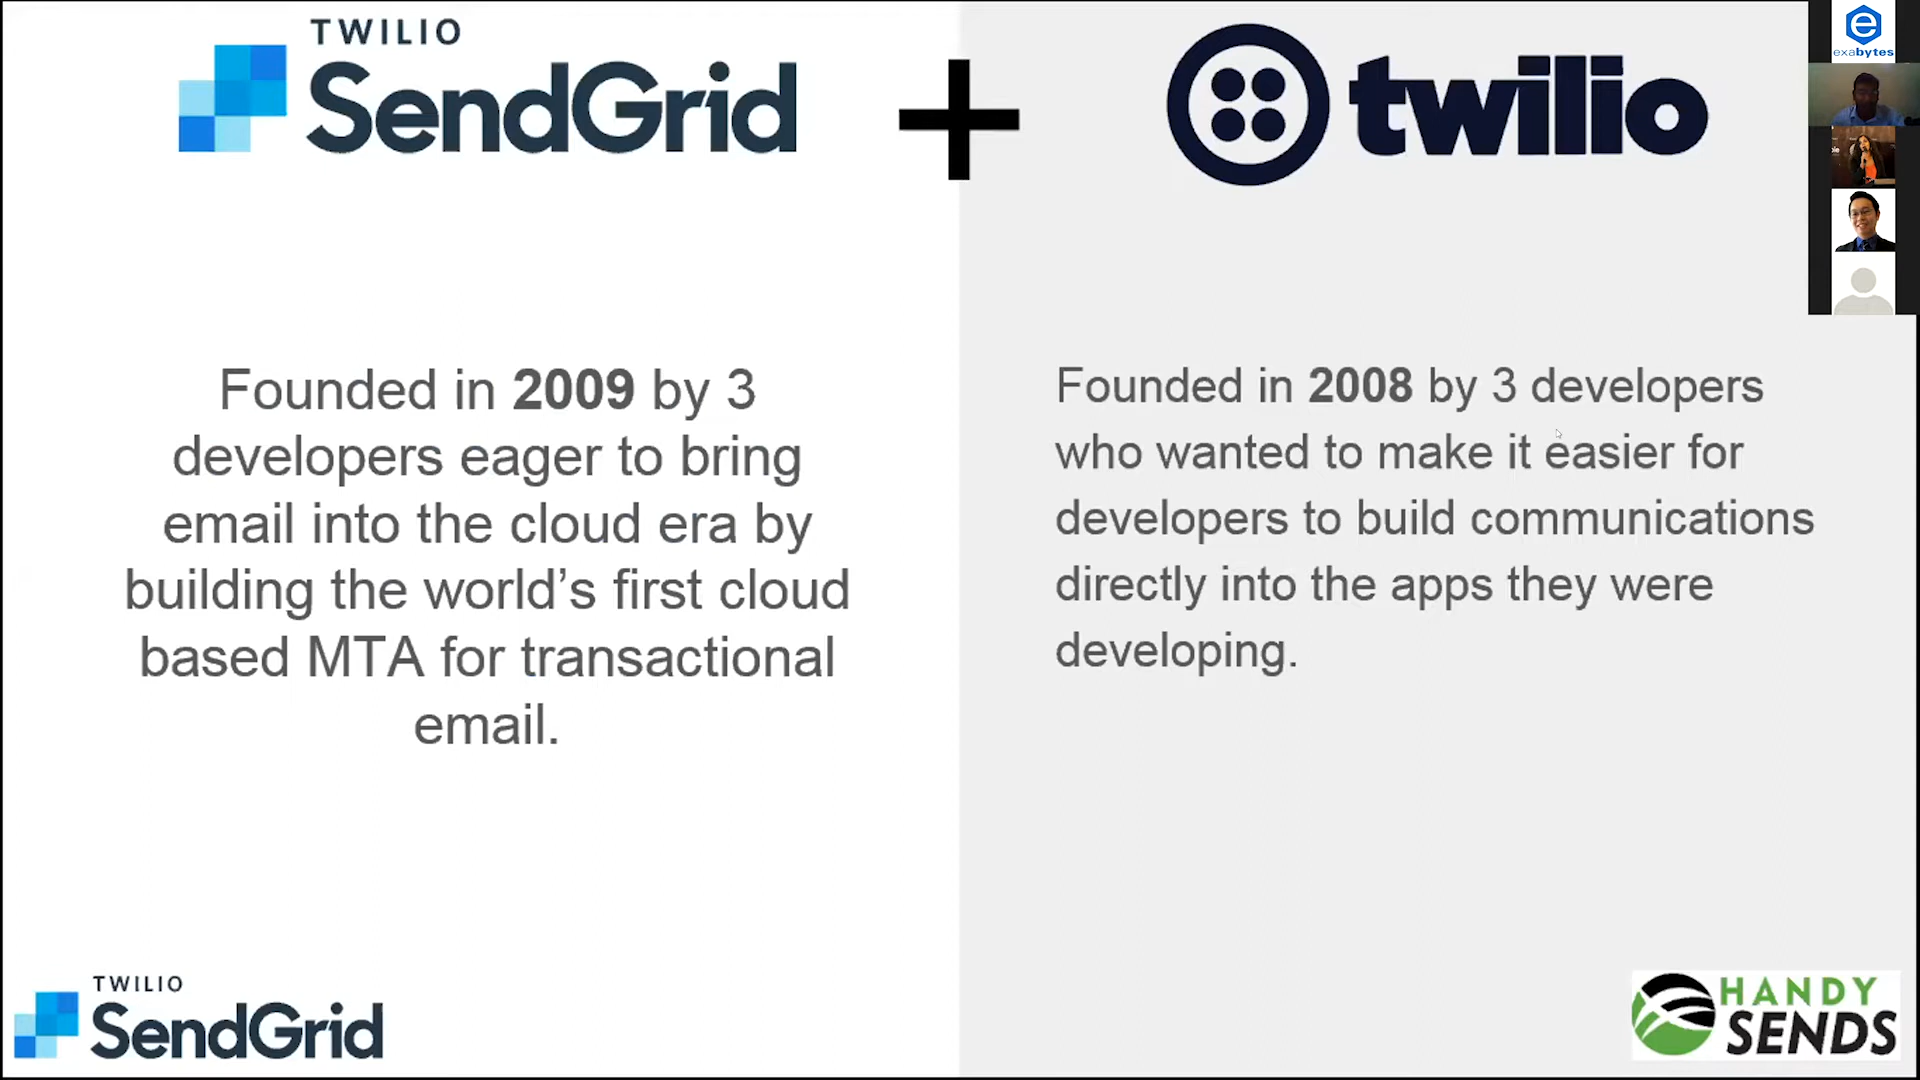 TWILIO
SendGrid
+
twilio
exabytes
Founded in 2009 by 3
developers eager to bring
email into the cloud era by
building the world’s first cloud
based MTA for transactional
email.
Founded in 2008 by 3 developers
who wanted to make it easier for
developers to build communications
directly into the apps they were
developing.
TWILIO
SendGrid
HANDY
SENDS